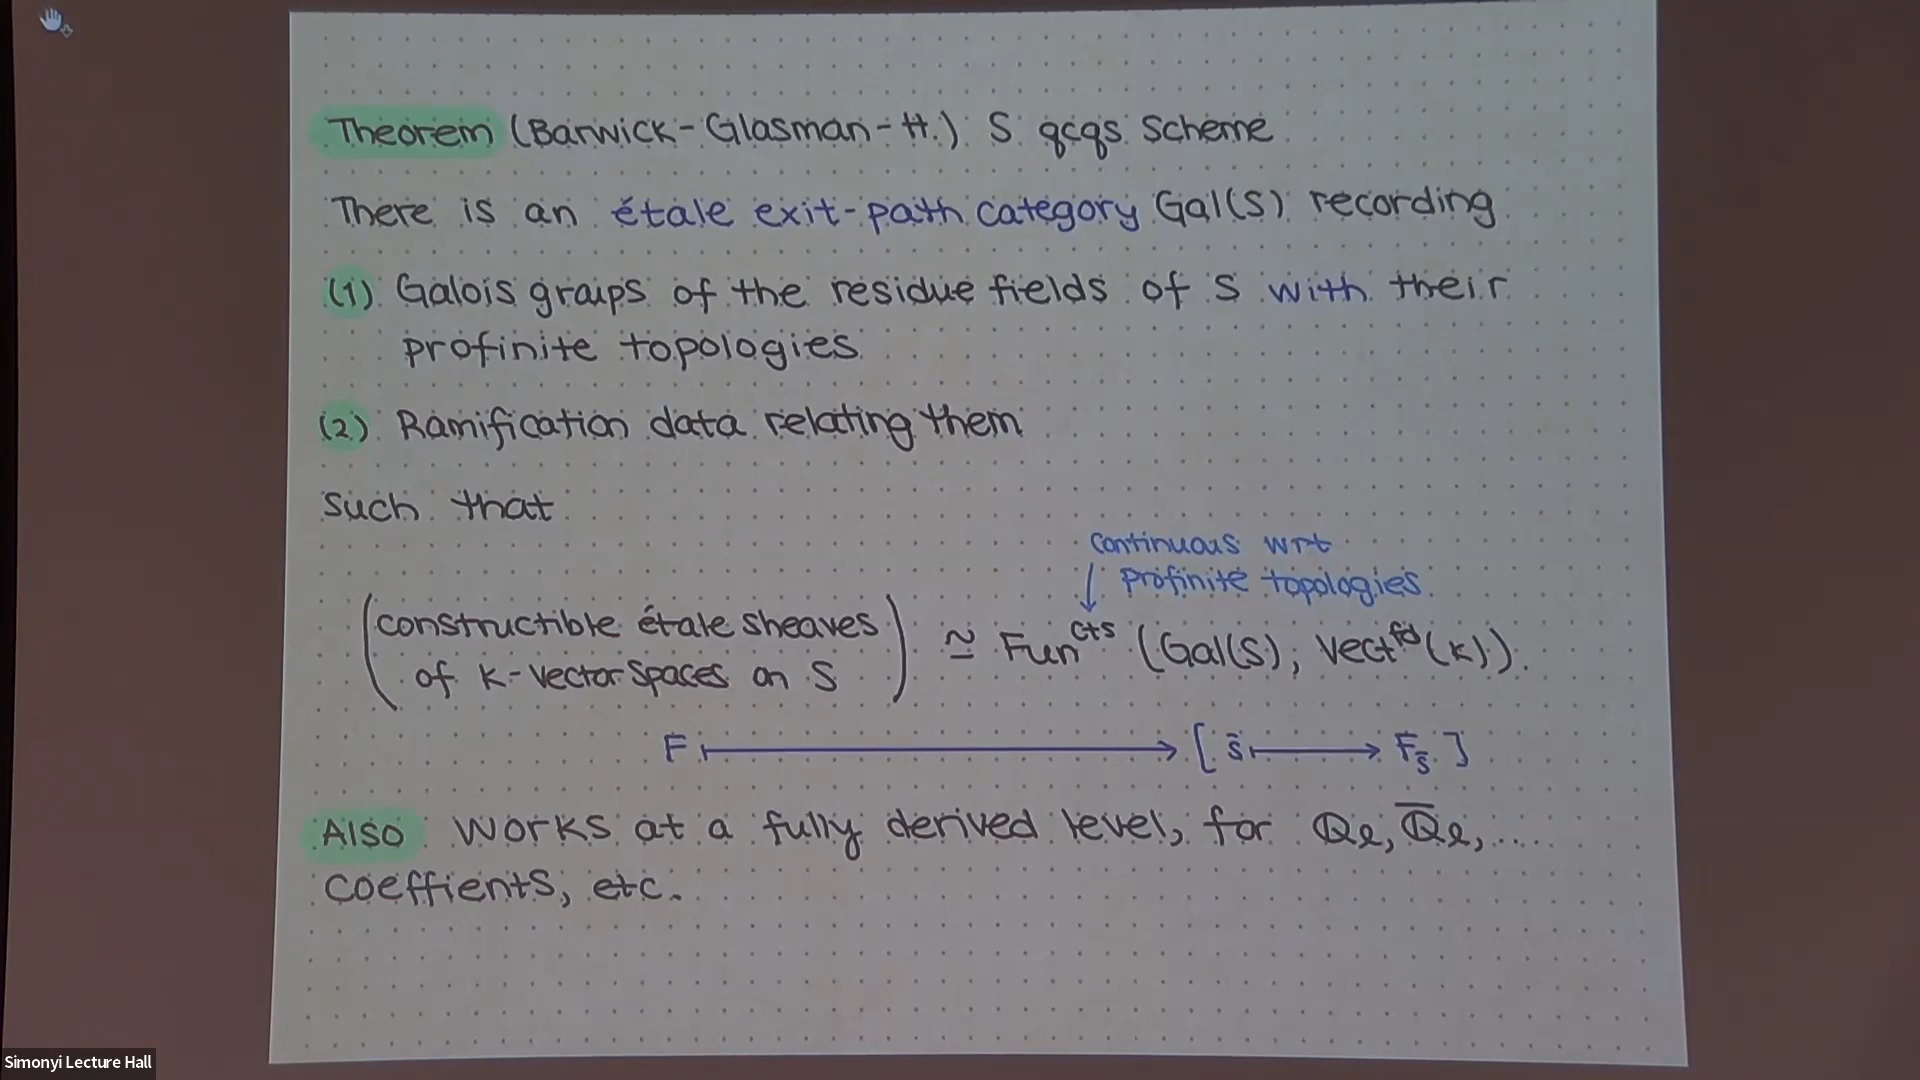 Theorem (Barwick-Glasman-H.) S qcqs scheme
There is an étale exit-path category Gal(S) recording
(1) Galois groups of the residue fields of S with their
profinite topologies
(2) Ramification data relating them
such that
continuous wrt
↓ profinite topologies
(constructible étale sheaves of k-vector spaces on S) ≃ Fun^cts (Gal(S), Vect^fd(k)).
F ↦ [ s̄ ↦ F_s̄ ]
Also works at a fully derived level, for ℚℓ, ℚ̄ℓ, ...
coeffients, etc.
Simonyi Lecture Hall